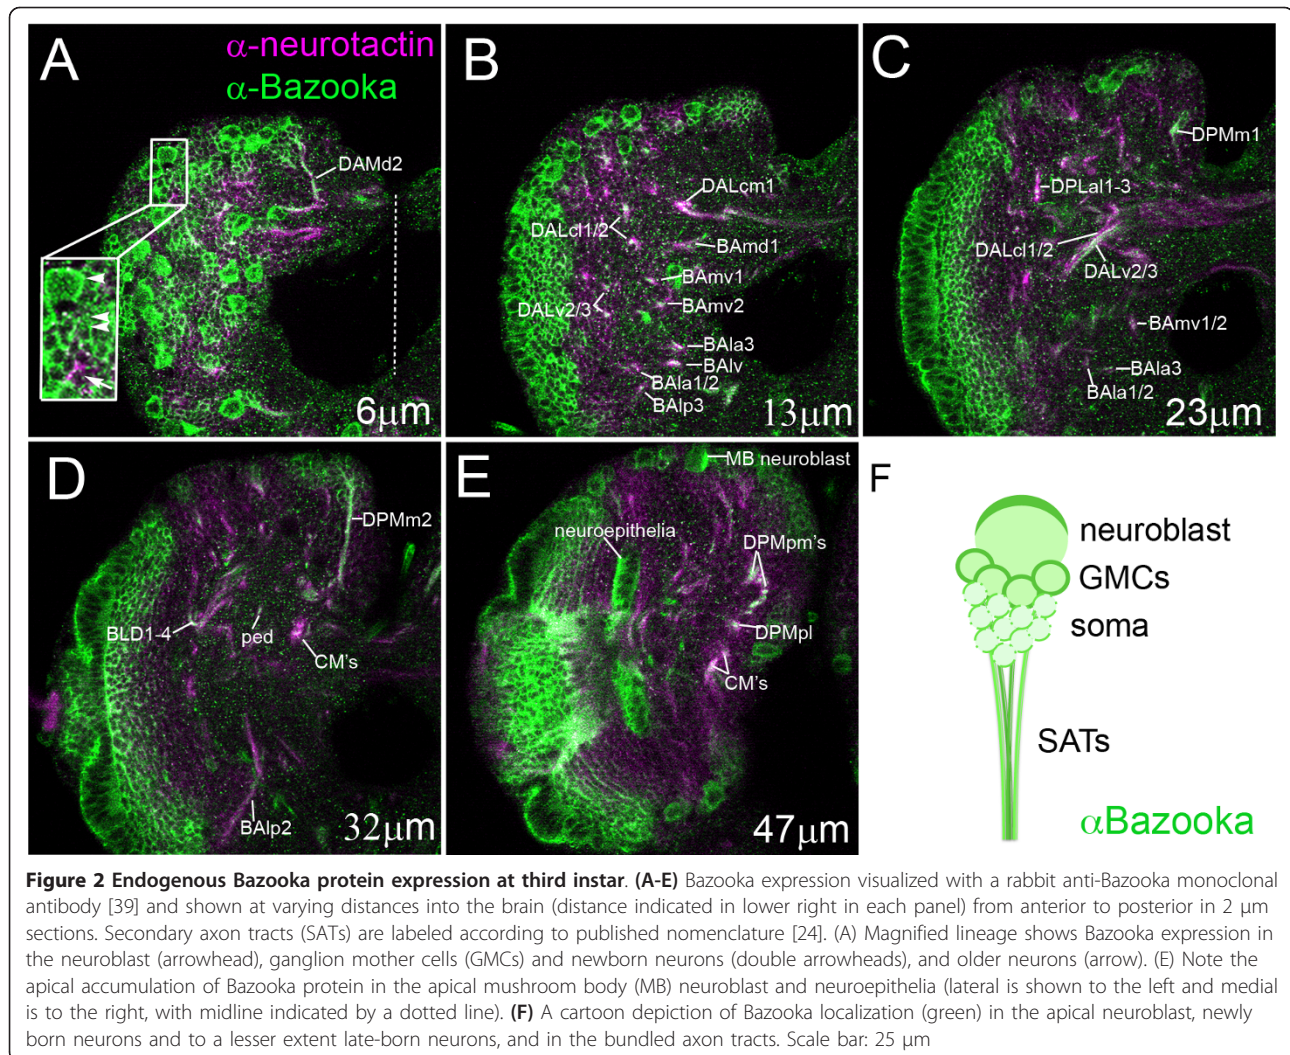 A
α-neurotactin
α-Bazooka
DAMd2
6μm
B
DALcm1
DALcl1/2
BAmd1
BAmv1
DALv2/3
BAmv2
BAla3
BAlv
BAla1/2
BAlp3
13μm
C
DPMm1
DPLal1-3
DALcl1/2
DALv2/3
BAmv1/2
BAla3
BAla1/2
23μm
D
DPMm2
BLD1-4
ped
CM's
BAlp2
32μm
E
MB neuroblast
neuroepithelia
DPMpm's
DPMpl
CM's
47μm
F
neuroblast
GMCs
soma
SATs
αBazooka
Figure 2 Endogenous Bazooka protein expression at third instar. (A-E) Bazooka expression visualized with a rabbit anti-Bazooka monoclonal
antibody [39] and shown at varying distances into the brain (distance indicated in lower right in each panel) from anterior to posterior in 2 μm
sections. Secondary axon tracts (SATs) are labeled according to published nomenclature [24]. (A) Magnified lineage shows Bazooka expression in
the neuroblast (arrowhead), ganglion mother cells (GMCs) and newborn neurons (double arrowheads), and older neurons (arrow). (E) Note the
apical accumulation of Bazooka protein in the apical mushroom body (MB) neuroblast and neuroepithelia (lateral is shown to the left and medial
is to the right, with midline indicated by a dotted line). (F) A cartoon depiction of Bazooka localization (green) in the apical neuroblast, newly
born neurons and to a lesser extent late-born neurons, and in the bundled axon tracts. Scale bar: 25 μm